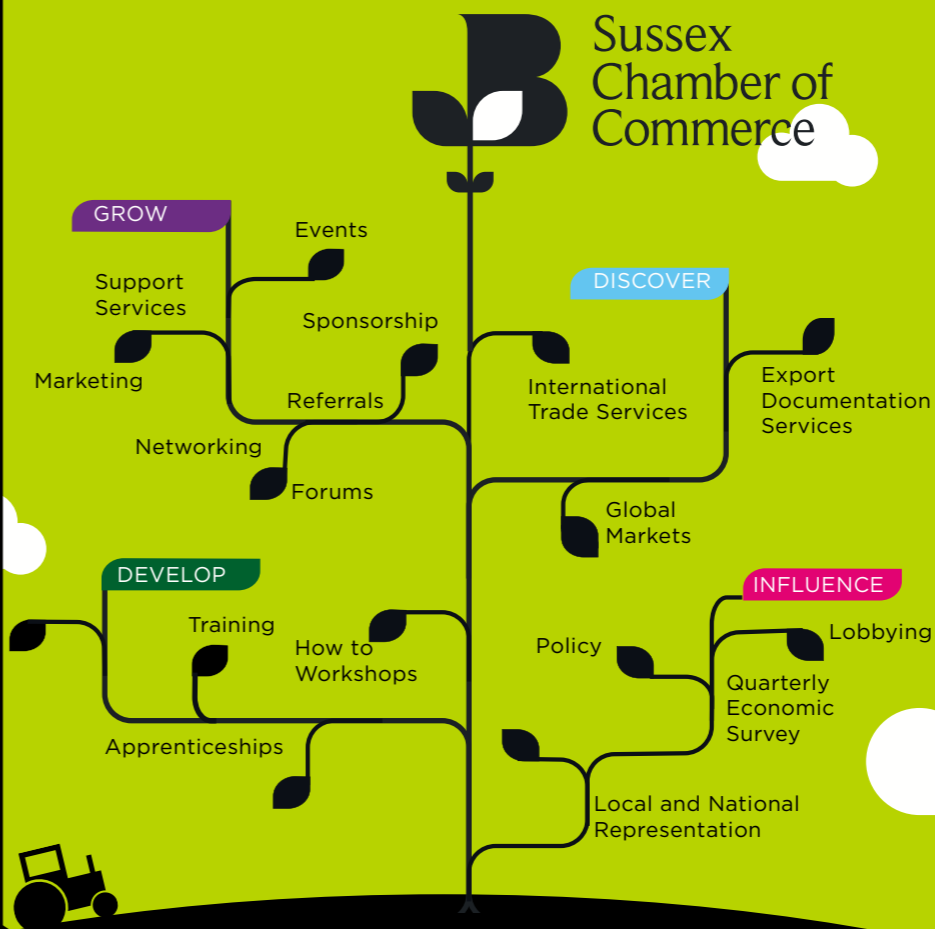 Sussex
Chamber of
Commerce
GROW
Events
Support
Services
Sponsorship
Marketing
Referrals
Networking
Forums
DISCOVER
International
Trade Services
Export
Documentation
Services
Global
Markets
DEVELOP
Training
How to
Workshops
Apprenticeships
INFLUENCE
Lobbying
Policy
Quarterly
Economic
Survey
Local and National
Representation